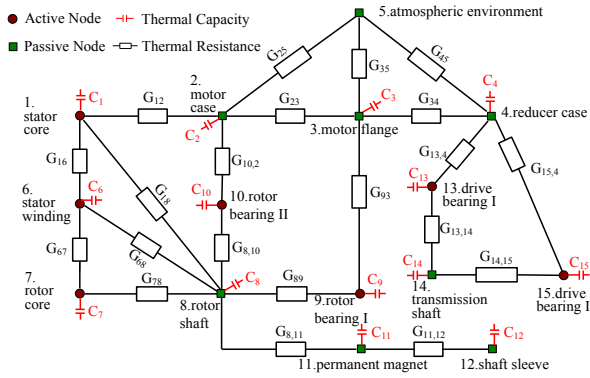 Active Node
Thermal Capacity
5.atmospheric environment
Passive Node
Thermal Resistance
G25
G45
G35
C1
2.
motor
case
C3
C4
1.
stator
core
G12
G23
G34
C2
3.motor flange
4.reducer case
G16
G10,2
G13,4
G15,4
6.
stator
winding
C6
G18
C10
10.rotor
bearing II
G93
C13
13.drive
bearing I
G67
G68
G8,10
G13,14
7.
rotor
core
G78
C8
G89
C9
C14
G14,15
C15
C7
8.rotor
shaft
9.rotor
bearing I
14.
transmission
shaft
15.drive
bearing I
G8,11
C11
G11,12
C12
11.permanent magnet
12.shaft sleeve